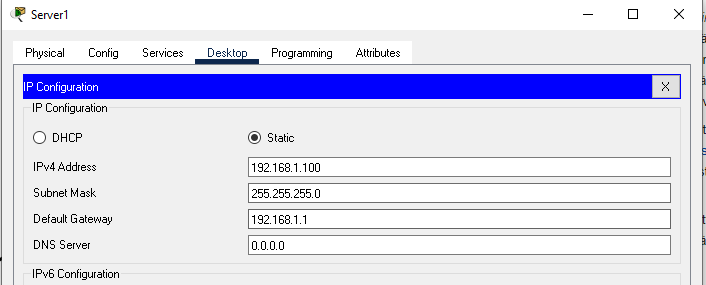 Server1
Physical Config Services Desktop Programming Attributes
IP Configuration X
IP Configuration
DHCP Static
IPv4 Address 192.168.1.100
Subnet Mask 255.255.255.0
Default Gateway 192.168.1.1
DNS Server 0.0.0.0
IPv6 Configuration